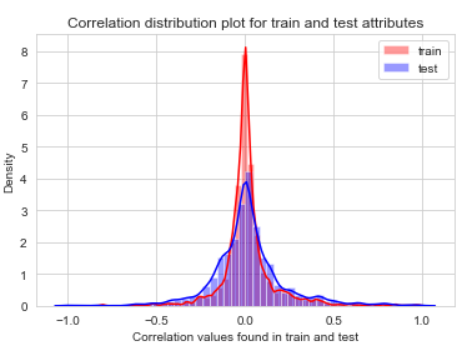 Correlation distribution plot for train and test attributes
train
test
8
7
6
5
4
3
2
1
0
Density
−1.0 −0.5 0.0 0.5 1.0
Correlation values found in train and test